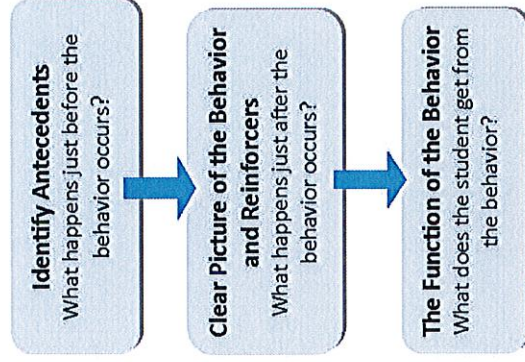 Identify Antecedents
What happens just before the
behavior occurs?
Clear Picture of the Behavior
and Reinforcers
What happens just after the
behavior occurs?
The Function of the Behavior
What does the student get from
the behavior?